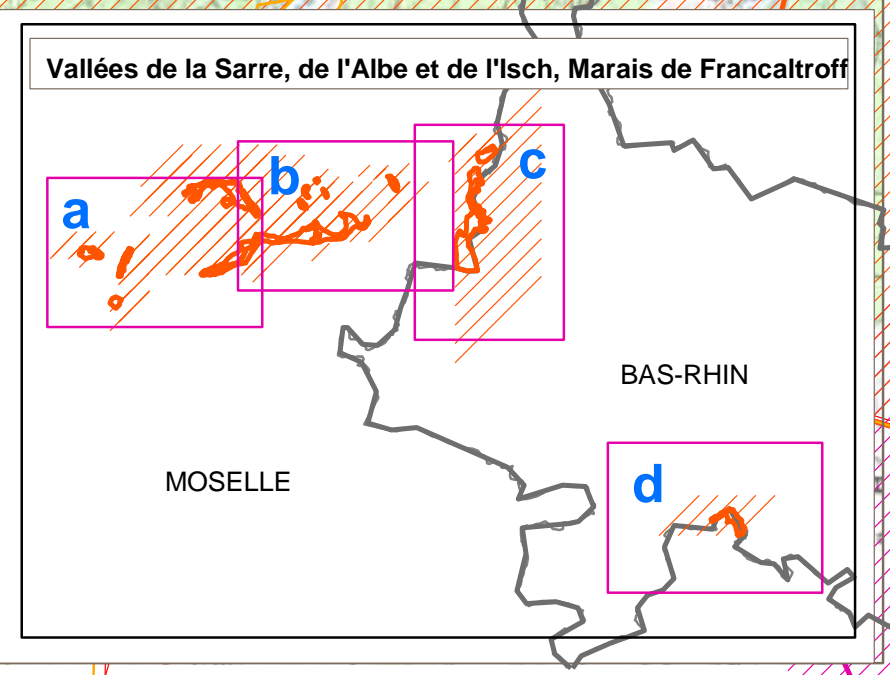 Vallées de la Sarre, de l'Albe et de l'Isch, Marais de Francaltroff
a
b
c
BAS-RHIN
MOSELLE
d